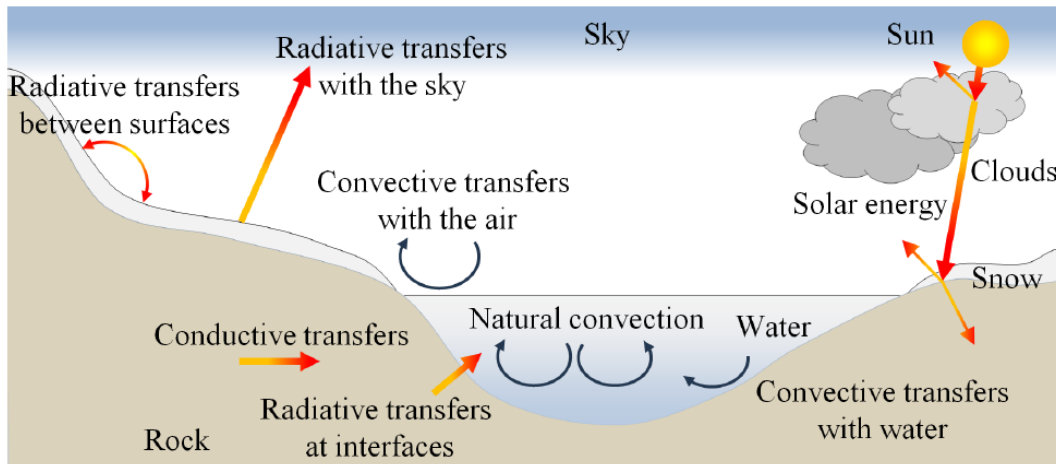 Radiative transfers
with the sky
Sky
Sun
Radiative transfers
between surfaces
Convective transfers
with the air
Clouds
Solar energy
Snow
Natural convection
Water
Conductive transfers
Radiative transfers
at interfaces
Convective transfers
with water
Rock